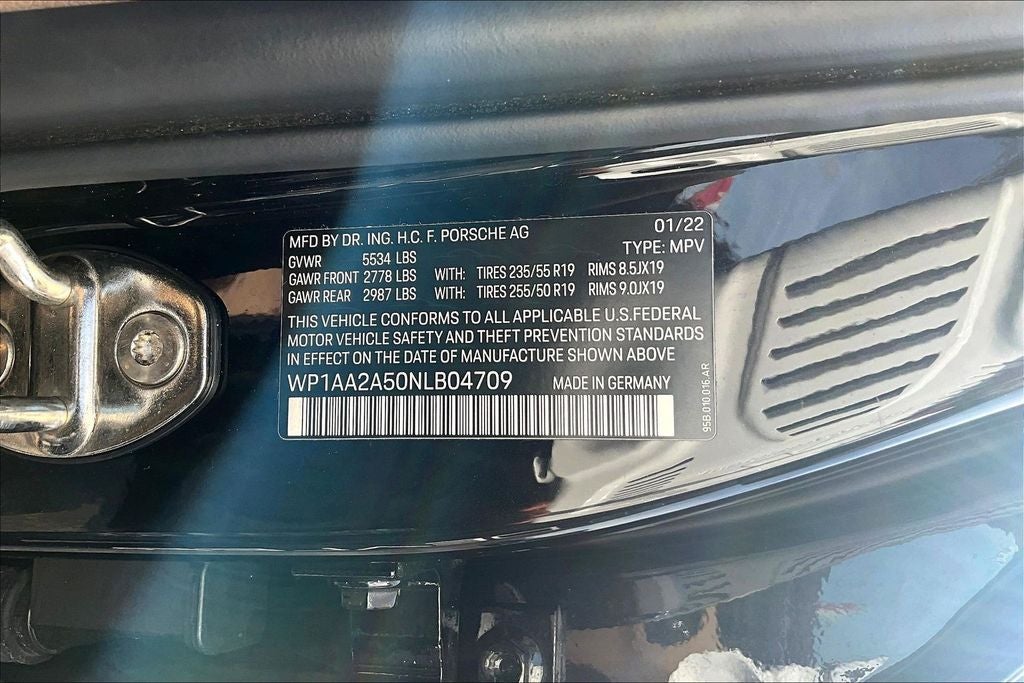 MFD BY DR. ING. H.C. F. PORSCHE AG 01/22
GVWR 5534 LBS TYPE: MPV
GAWR FRONT 2778 LBS WITH: TIRES 235/55 R19 RIMS 8.5JX19
GAWR REAR 2987 LBS WITH: TIRES 255/50 R19 RIMS 9.0JX19
THIS VEHICLE CONFORMS TO ALL APPLICABLE U.S.FEDERAL
MOTOR VEHICLE SAFETY AND THEFT PREVENTION STANDARDS
IN EFFECT ON THE DATE OF MANUFACTURE SHOWN ABOVE
WP1AA2A50NLB04709 MADE IN GERMANY
95B.010.016.AR